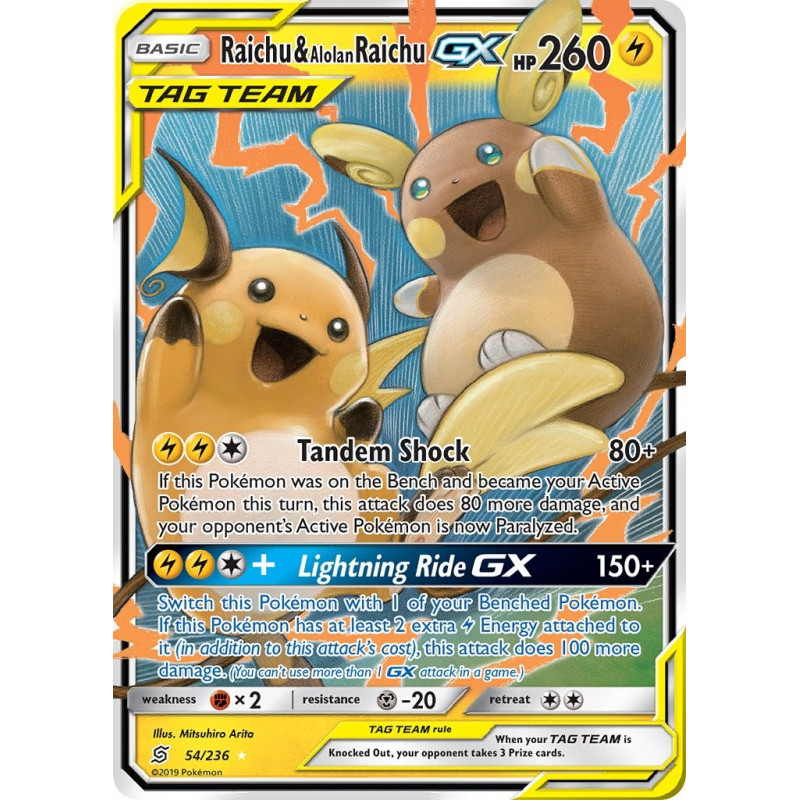 BASIC Raichu & Alolan Raichu GX HP 260
TAG TEAM
Tandem Shock 80+
If this Pokémon was on the Bench and became your Active
Pokémon this turn, this attack does 80 more damage, and
your opponent's Active Pokémon is now Paralyzed.
+ Lightning Ride GX 150+
Switch this Pokémon with 1 of your Benched Pokémon.
If this Pokémon has at least 2 extra Energy attached to
it (in addition to this attack's cost), this attack does 100 more
damage. (You can't use more than 1 GX attack in a game.)
weakness ×2 resistance -20 retreat
Illus. Mitsuhiro Arita
TAG TEAM rule
When your TAG TEAM is
Knocked Out, your opponent takes 3 Prize cards.
54/236
©2019 Pokémon